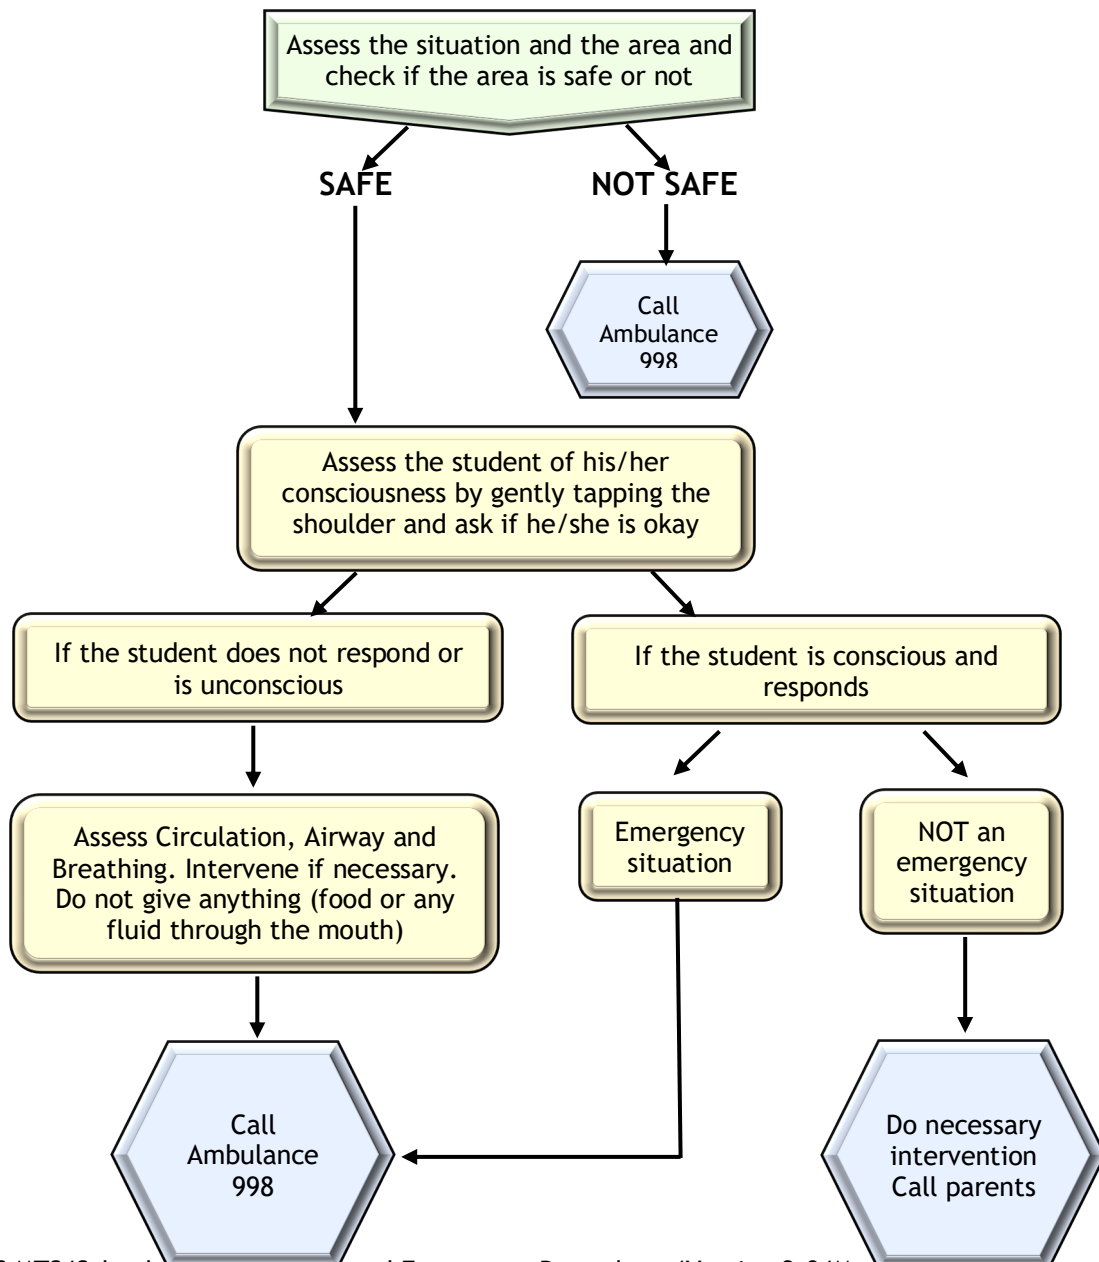 Assess the situation and the area and
check if the area is safe or not
SAFE
NOT SAFE
Call
Ambulance
998
Assess the student of his/her
consciousness by gently tapping the
shoulder and ask if he/she is okay
If the student does not respond or
is unconscious
If the student is conscious and
responds
Assess Circulation, Airway and
Breathing. Intervene if necessary.
Do not give anything (food or any
fluid through the mouth)
Emergency
situation
NOT an
emergency
situation
Call
Ambulance
998
Do necessary
intervention
Call parents